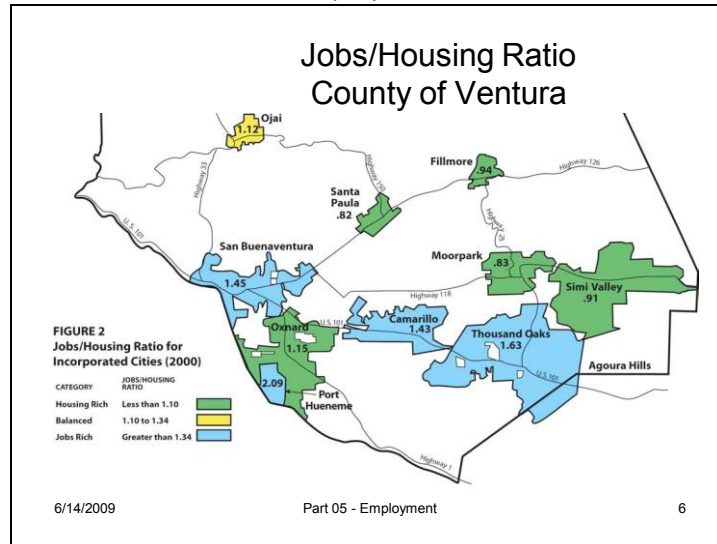 Jobs/Housing Ratio
County of Ventura
Ojai
1.12
Highway 33
Highway 150
Fillmore
.94
Highway 126
Santa
Paula
.82
Highway 23
U.S. 101
San Buenaventura
1.45
Moorpark
.83
Simi Valley
.91
Highway 118
U.S.101
Camarillo
1.43
Oxnard
1.15
Thousand Oaks
1.63
Agoura Hills
U.S.101
2.09
Port
Hueneme
Highway 1
FIGURE 2
Jobs/Housing Ratio for
Incorporated Cities (2000)
CATEGORY JOBS/HOUSING RATIO
Housing Rich Less than 1.10
Balanced 1.10 to 1.34
Jobs Rich Greater than 1.34
6/14/2009 Part 05 - Employment 6